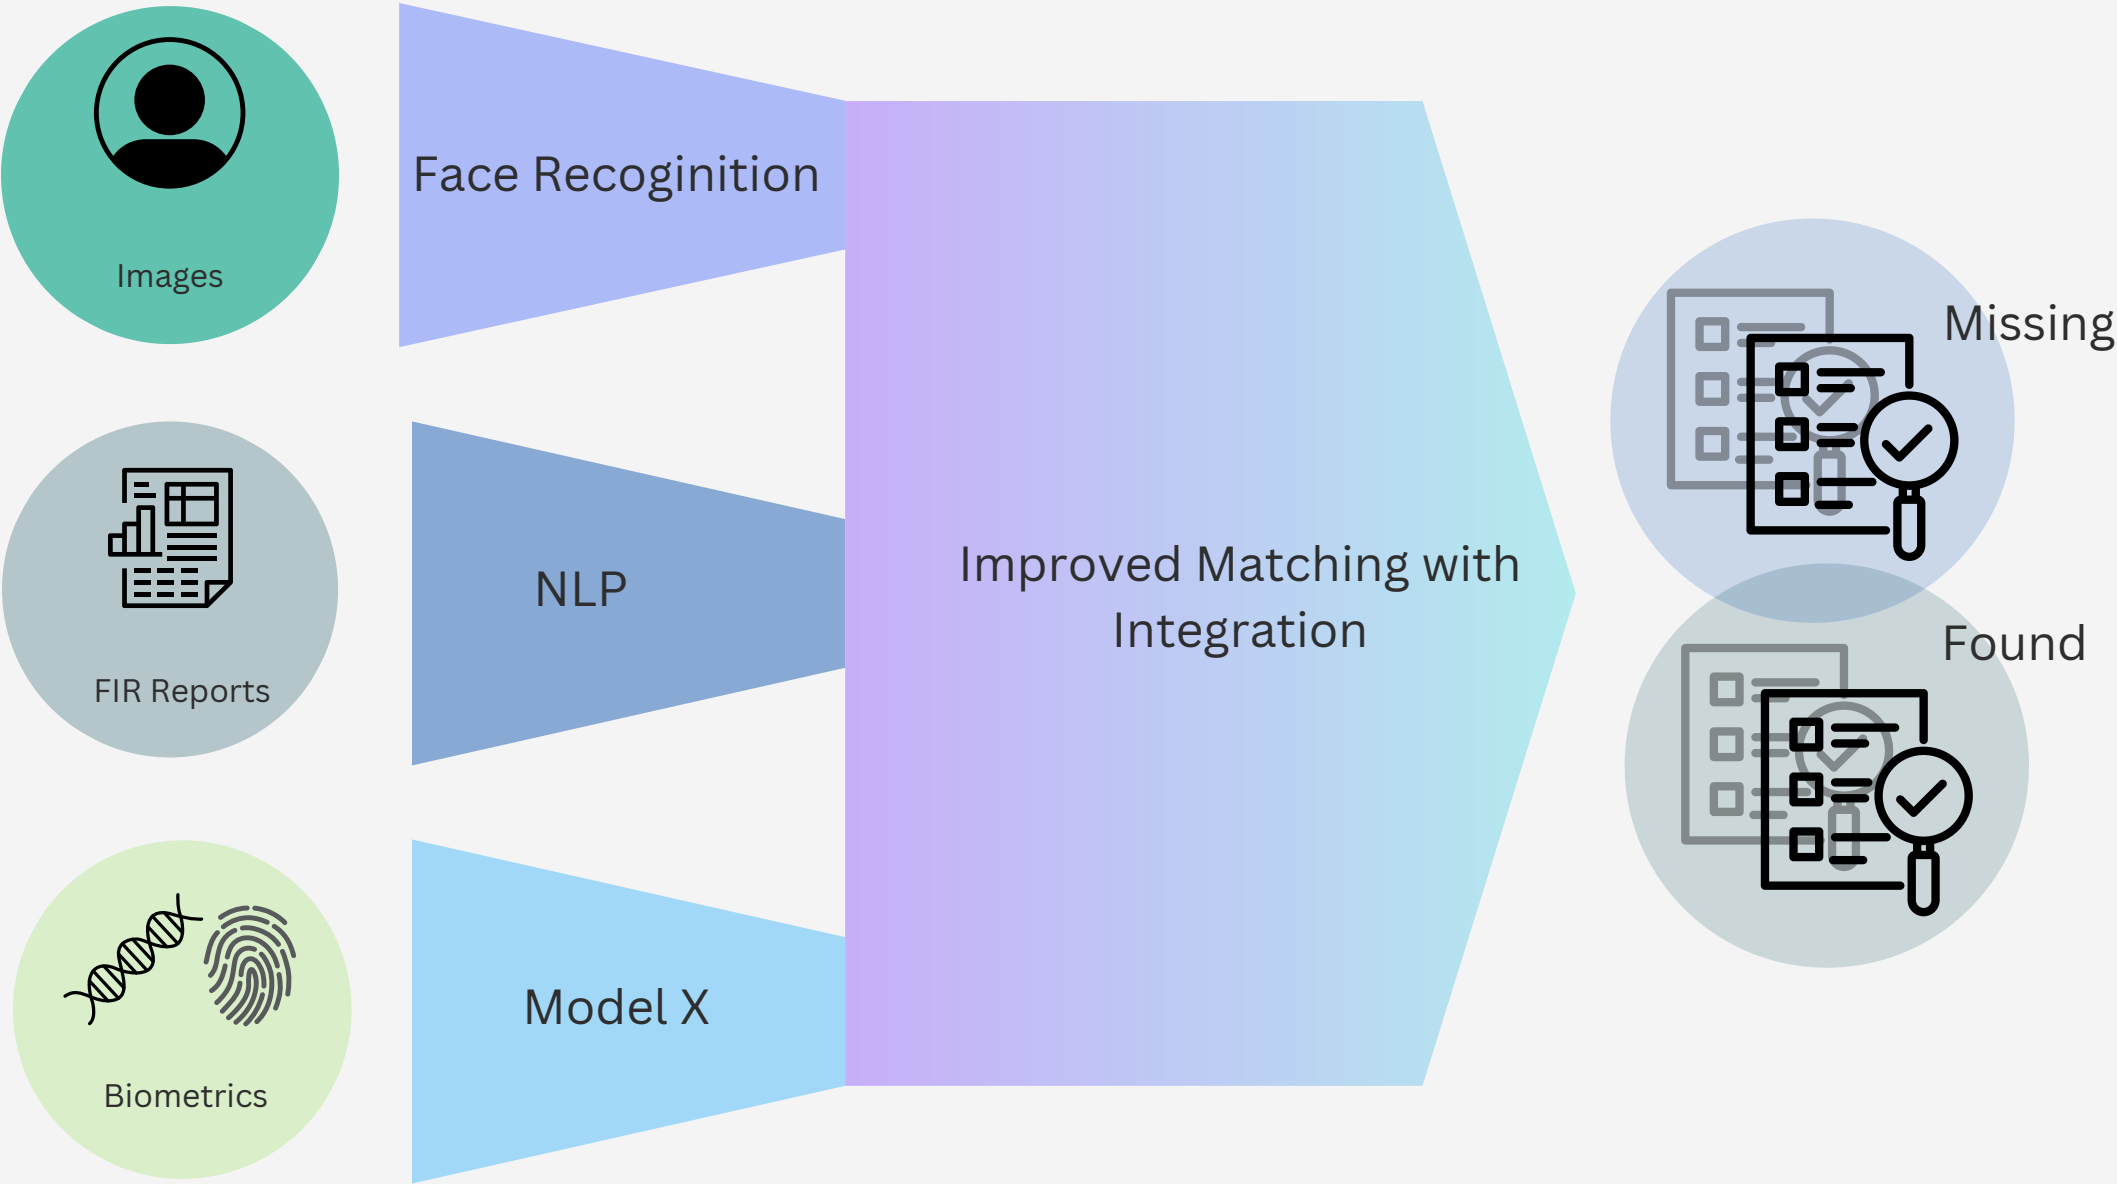 Images
Face Recoginition
FIR Reports
NLP
Biometrics
Model X
Improved Matching with
Integration
Missing
Found